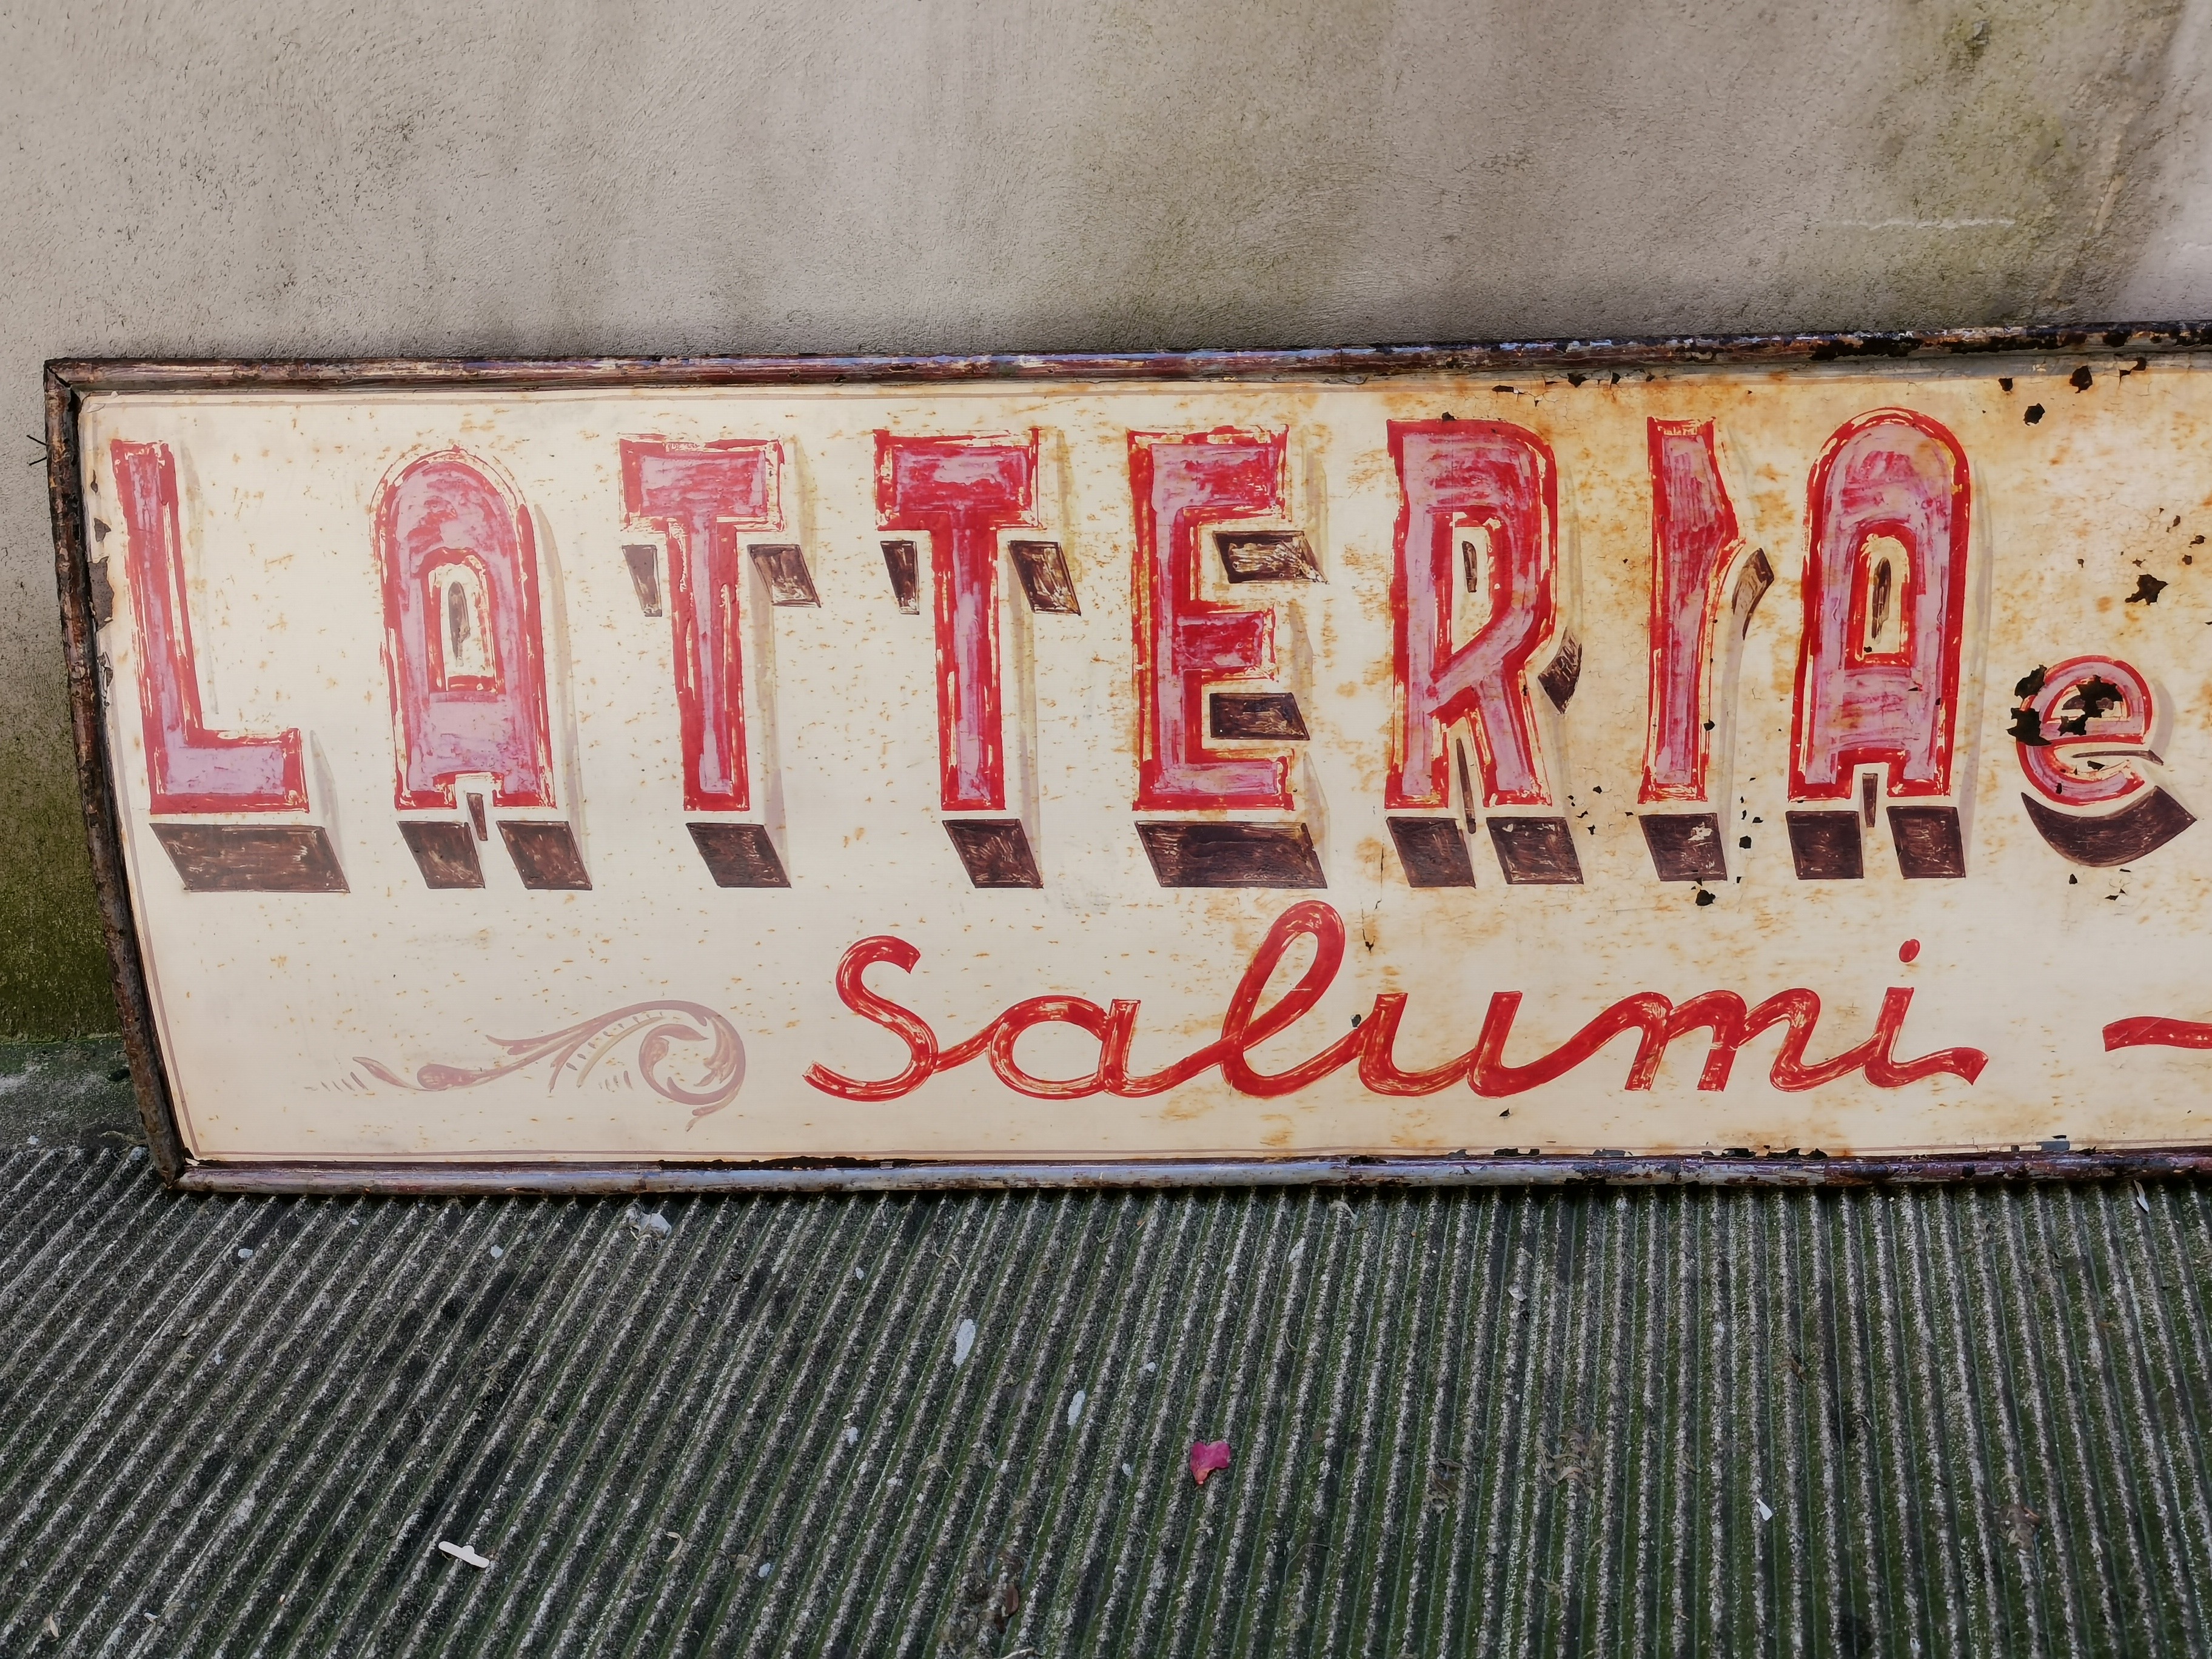 LATTERIA e
Salumi -